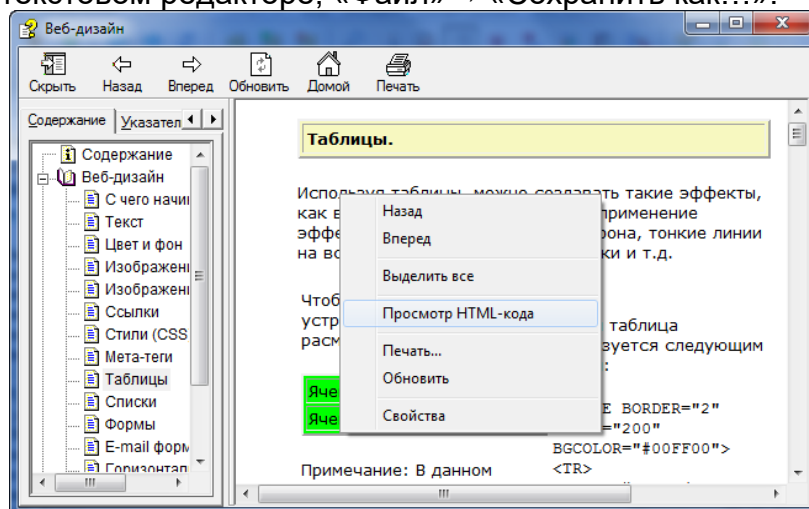 текстовом редакторе, «Файл» → «Сохранить как…».
Веб-дизайн
Скрыть Назад Вперед Обновить Домой Печать
Содержание Указател
Содержание
Веб-дизайн
С чего начи
Текст
Цвет и фон
Изображени
Изображени
Ссылки
Стили (CSS
Мета-теги
Таблицы
Списки
Формы
E-mail форм
Горизонтал
Таблицы.
Используя таблицы, можно создавать такие эффекты,
как в применение
эффе она, тонкие линии
на во ки и т.д.
Чтоб
устр таблица
расм зуется следующим
:
Яче
Яче
E BORDER="2"
="200"
BGCOLOR="#00FF00">
<TR>
Примечание: В данном
Назад
Вперед
Выделить все
Просмотр HTML-кода
Печать...
Обновить
Свойства